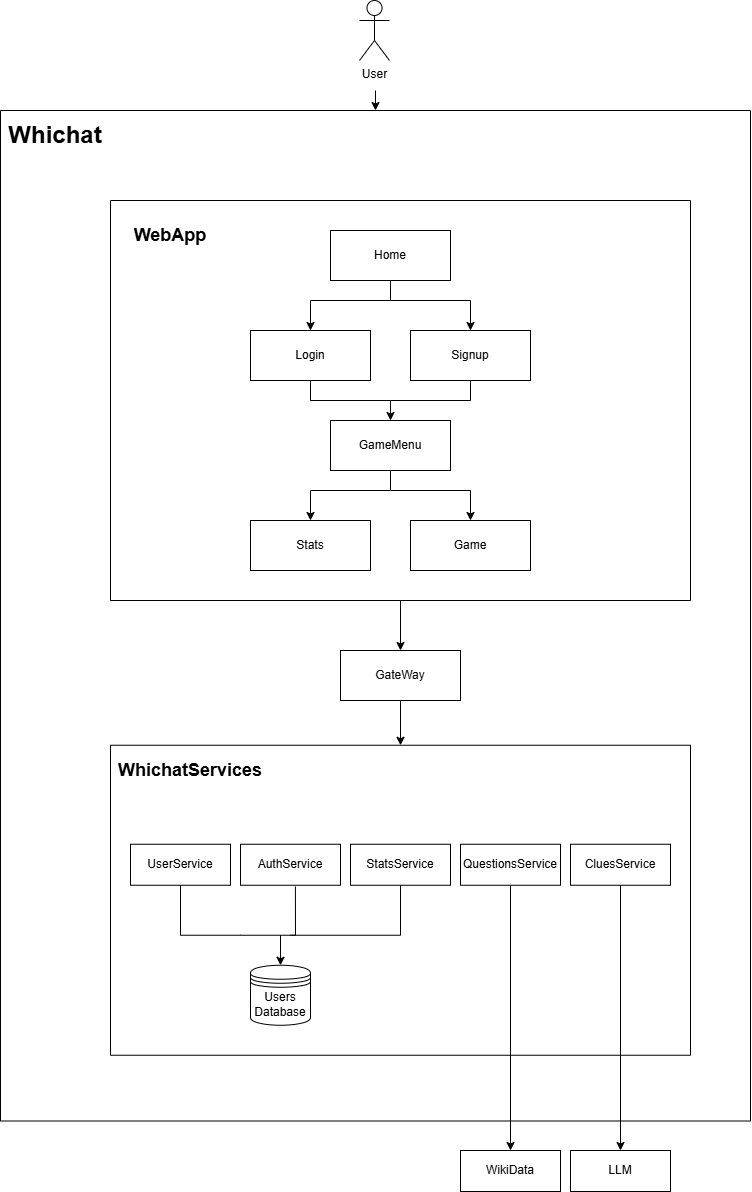 User
Whichat
WebApp
Home
Login
Signup
GameMenu
Stats
Game
GateWay
WhichatServices
UserService
AuthService
StatsService
QuestionsService
CluesService
Users
Database
WikiData
LLM